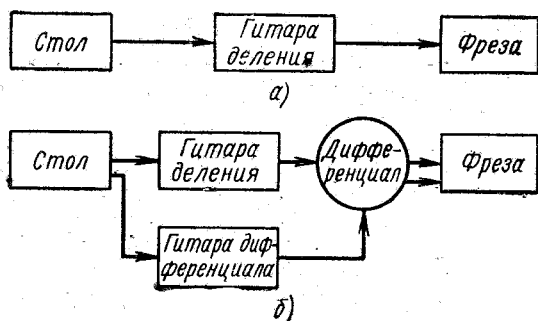 Стол
Гитара
деления
Фреза
а)
Стол
Гитара
деления
Диффе-
ренциал
Фреза
Гитара диф-
ференциала
б)